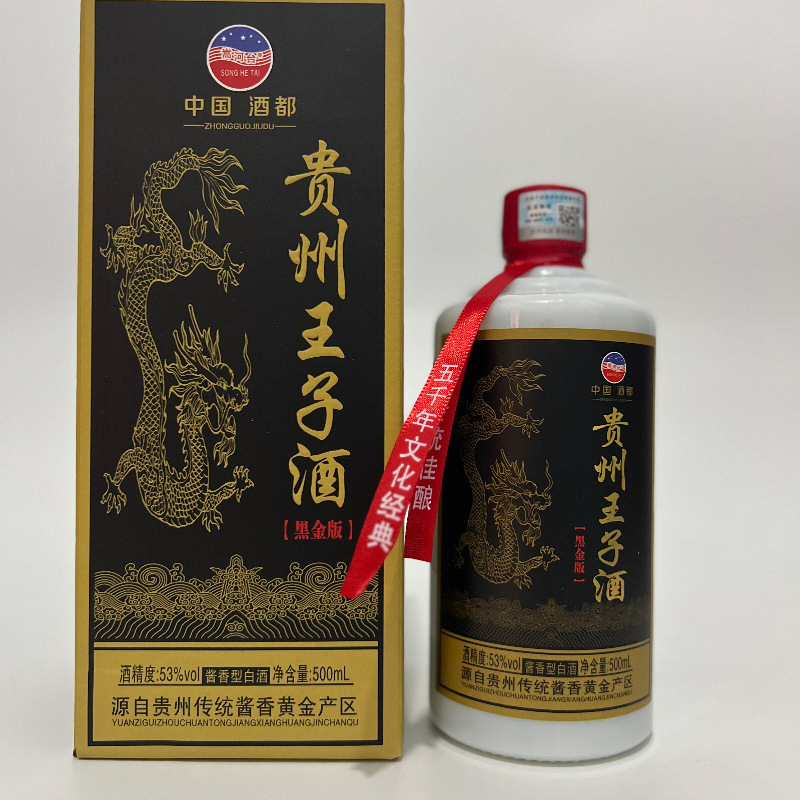 SONG HE TAI
中国 酒都
ZHONGGUOJIUDU
贵州王子酒
【黑金版】
酒精度:53%vol 酱香型白酒 净含量:500mL
源自贵州传统酱香黄金产区
YUANZIGUIZHOUCHUANTONGJIANGXIANGHUANGJINCHANQU
五千年文化经典
佳酿
中国 酒都
贵州王子酒
【黑金版】
酒精度:53%vol 酱香型白酒 净含量:500mL
源自贵州传统酱香黄金产区
YUANZIGUIZHOUCHUANTONGJIANGXIANGHUANGJINCHANQU